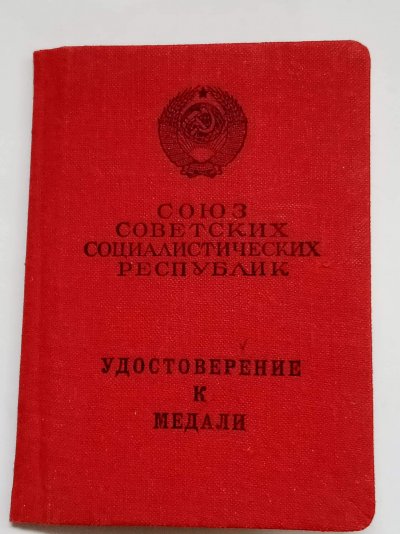 СОЮЗ
СОВЕТСКИХ
СОЦИАЛИСТИЧЕСКИХ
РЕСПУБЛИК
УДОСТОВЕРЕНИЕ
К
МЕДАЛИ